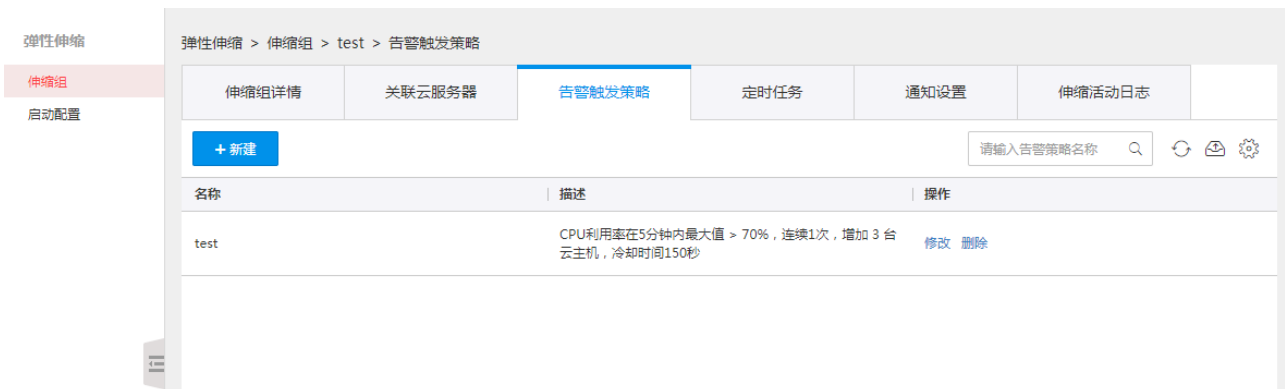 弹性伸缩
伸缩组
启动配置
弹性伸缩 > 伸缩组 > test > 告警触发策略
伸缩组详情 关联云服务器 告警触发策略 定时任务 通知设置 伸缩活动日志
+ 新建 请输入告警策略名称
名称 描述 操作
test CPU利用率在5分钟内最大值 > 70%，连续1次，增加 3 台 修改 删除
云主机，冷却时间150秒